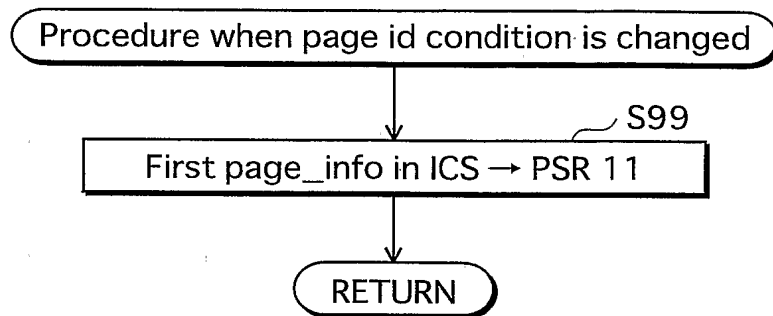 Procedure when page id condition is changed
S99
First page_info in ICS → PSR 11
RETURN